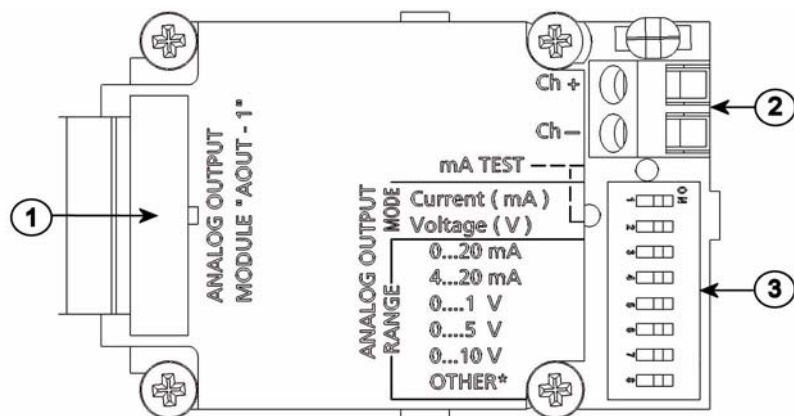 ANALOG OUTPUT
MODULE "AOUT - 1"
Ch +
Ch –
mA TEST
ANALOG OUTPUT
MODE
RANGE
Current ( mA )
Voltage ( V )
0...20 mA
4...20 mA
0....1 V
0....5 V
0...10 V
OTHER*
ON
1
2
3
4
5
6
7
8
1
2
3